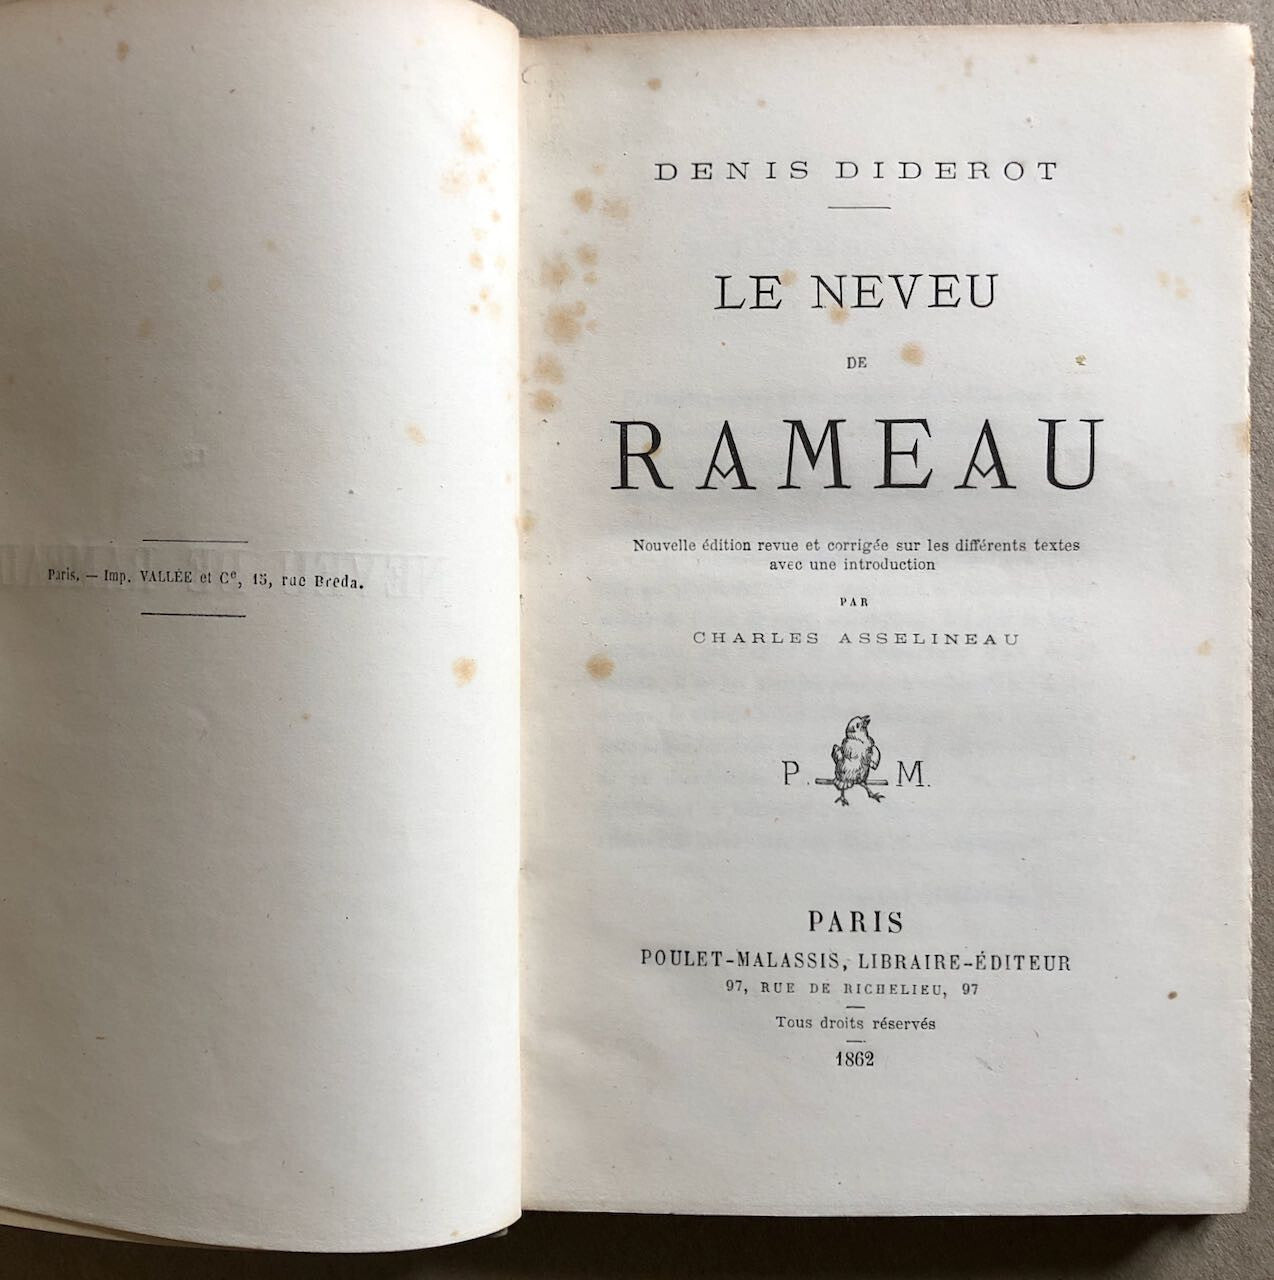 Paris. — Imp. VALLÉE et Cᵉ, 15, rue Breda.
DENIS DIDEROT
LE NEVEU
DE
RAMEAU
Nouvelle édition revue et corrigée sur les différents textes
avec une introduction
PAR
CHARLES ASSELINEAU
P. M.
PARIS
POULET-MALASSIS, LIBRAIRE-ÉDITEUR
97, RUE DE RICHELIEU, 97
Tous droits réservés
1862